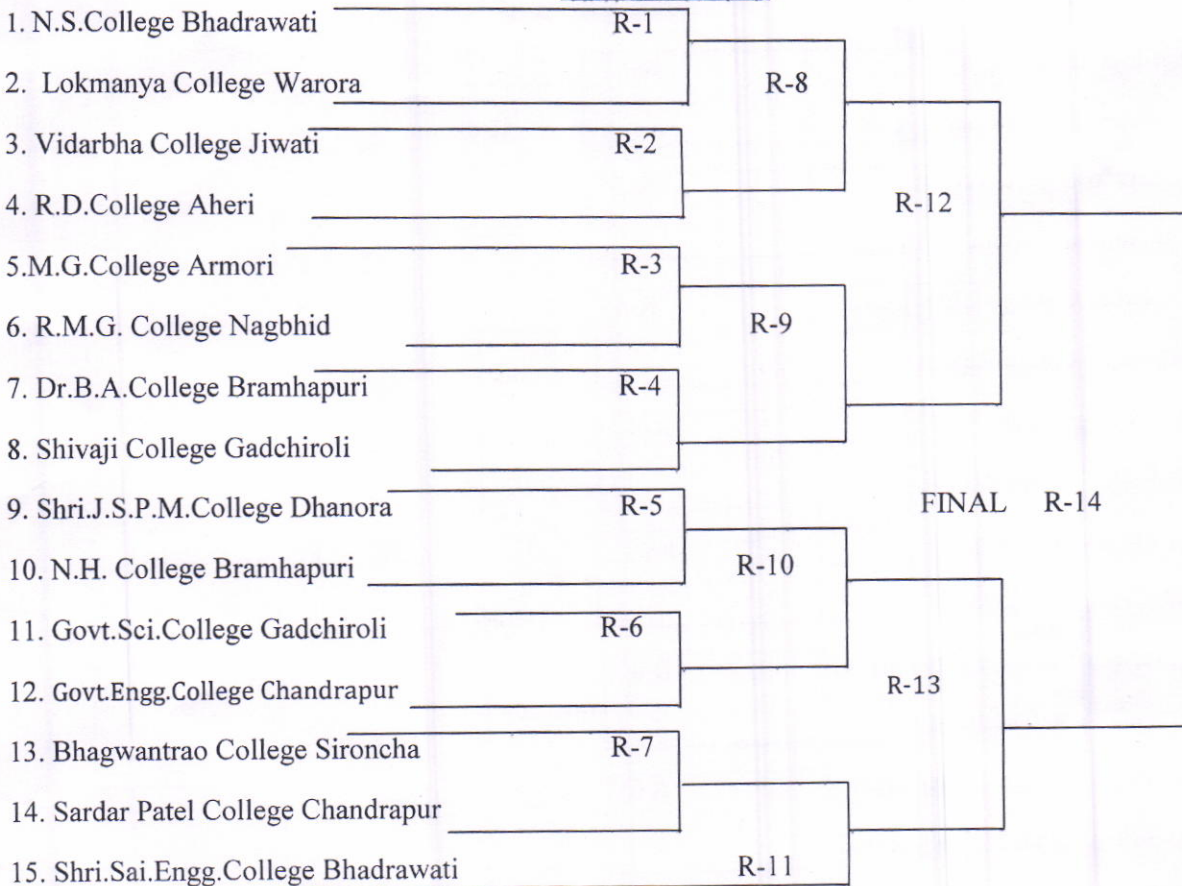 1. N.S.College Bhadrawati R-1
R-8
2. Lokmanya College Warora
3. Vidarbha College Jiwati R-2
4. R.D.College Aheri R-12
5.M.G.College Armori R-3
6. R.M.G. College Nagbhid R-9
7. Dr.B.A.College Bramhapuri R-4
8. Shivaji College Gadchiroli
9. Shri.J.S.P.M.College Dhanora R-5 FINAL R-14
10. N.H. College Bramhapuri R-10
11. Govt.Sci.College Gadchiroli R-6
12. Govt.Engg.College Chandrapur R-13
13. Bhagwantrao College Sironcha R-7
14. Sardar Patel College Chandrapur
15. Shri.Sai.Engg.College Bhadrawati R-11